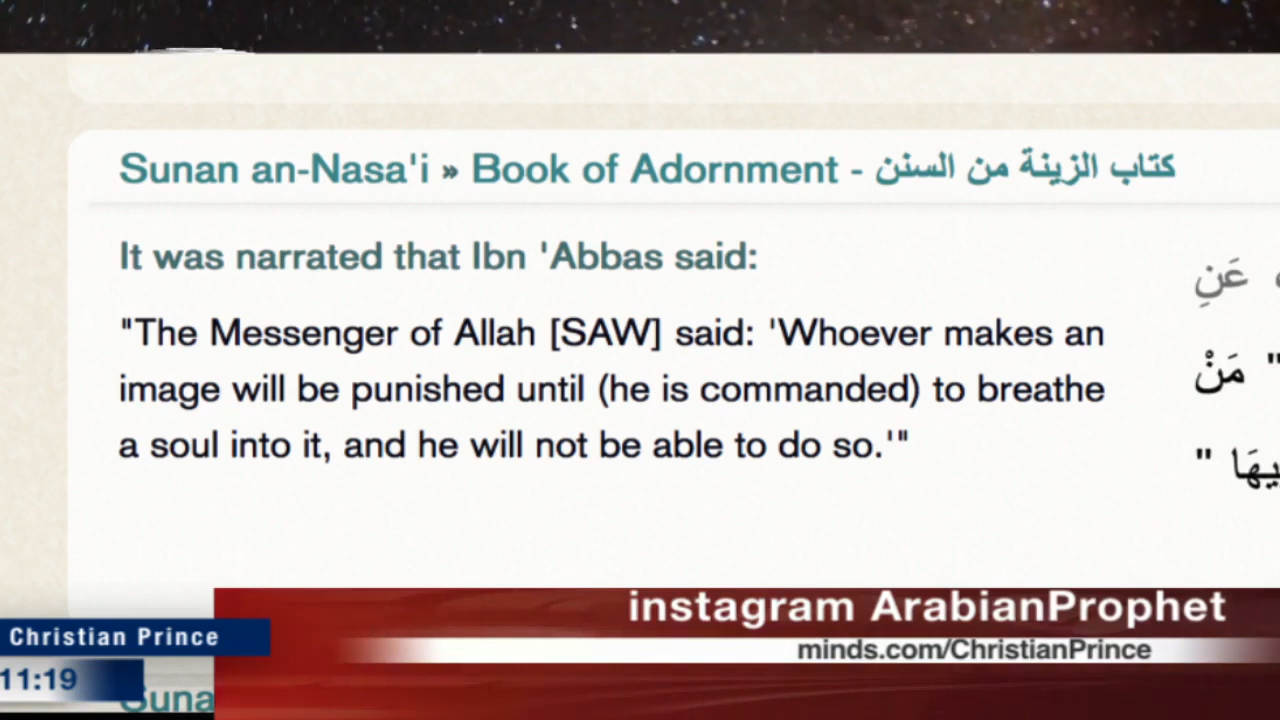 Sunan an-Nasa'i » Book of Adornment - كتاب الزينة من السنن
It was narrated that Ibn 'Abbas said:
عَنِ
"The Messenger of Allah [SAW] said: 'Whoever makes an
image will be punished until (he is commanded) to breathe
a soul into it, and he will not be able to do so.'"
" مَنْ
يهَا "
instagram ArabianProphet
minds.com/ChristianPrince
Christian Prince
11:19
Suna